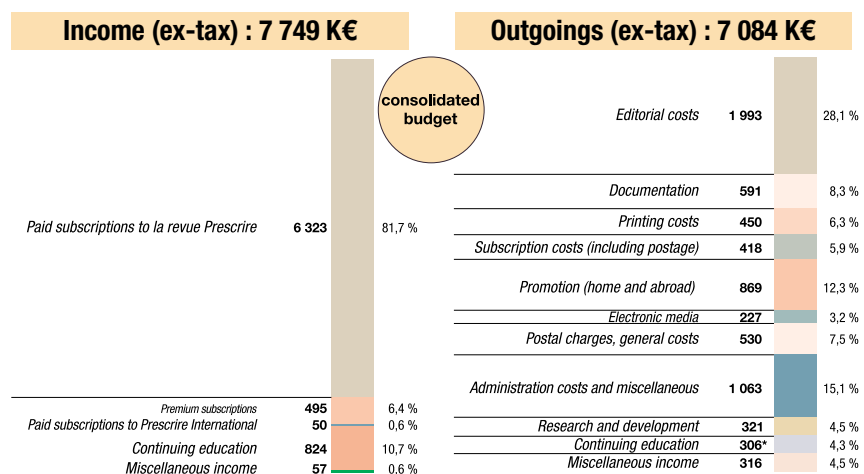 Income (ex-tax) : 7 749 K€
Paid subscriptions to la revue Prescrire 6 323 81,7 %
Premium subscriptions 495 6,4 %
Paid subscriptions to Prescrire International 50 0,6 %
Continuing education 824 10,7 %
Miscellaneous income 57 0.6 %
consolidated
budget
Outgoings (ex-tax) : 7 084 K€
Editorial costs 1 993 28,1 %
Documentation 591 8,3 %
Printing costs 450 6,3 %
Subscription costs (including postage) 418 5,9 %
Promotion (home and abroad) 869 12,3 %
Electronic media 227 3,2 %
Postal charges, general costs 530 7,5 %
Administration costs and miscellaneous 1 063 15,1 %
Research and development 321 4,5 %
Continuing education 306* 4,3 %
Miscellaneous income 316 4,5 %